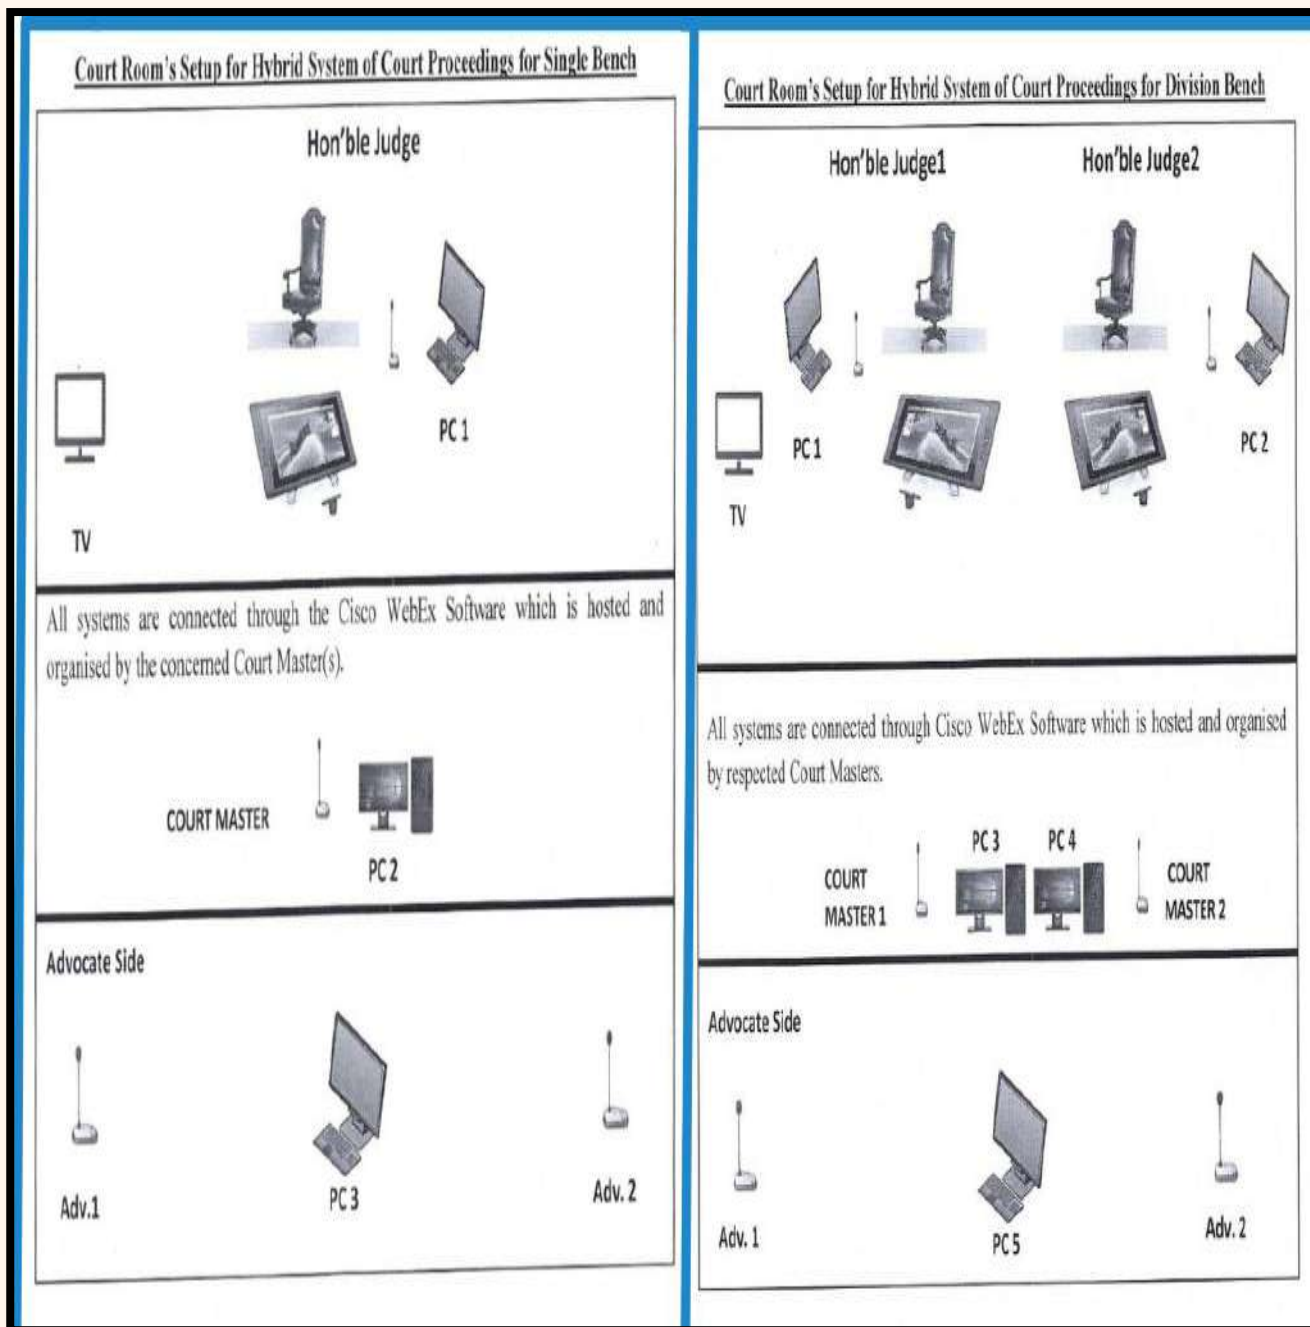 Court Room's Setup for Hybrid System of Court Proceedings for Single Bench
Hon'ble Judge
PC 1
TV
All systems are connected through the Cisco WebEx Software which is hosted and
organised by the concerned Court Master(s).
COURT MASTER
PC 2
Advocate Side
Adv.1
PC 3
Adv. 2
Court Room's Setup for Hybrid System of Court Proceedings for Division Bench
Hon'ble Judge1
Hon'ble Judge2
PC 1
PC 2
TV
All systems are connected through Cisco WebEx Software which is hosted and organised
by respected Court Masters.
PC 3
PC 4
COURT
MASTER 1
COURT
MASTER 2
Advocate Side
Adv. 1
PC 5
Adv. 2